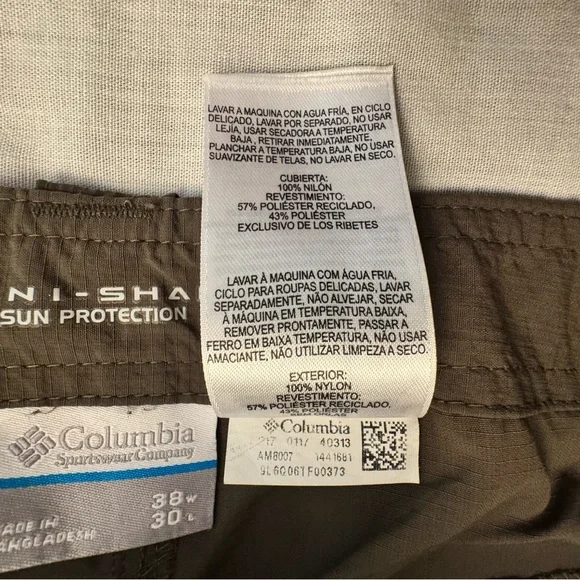 LAVAR A MAQUINA CON AGUA FRÍA, EN CICLO
DELICADO, LAVAR POR SEPARADO, NO USAR
LEJÍA, USAR SECADORA A TEMPERATURA
BAJA , RETIRAR INMEDIATAMENTE,
PLANCHAR A TEMPERATURA BAJA, NO USAR
SUAVIZANTE DE TELAS, NO LAVAR EN SECO.
CUBIERTA:
100% NILÓN
REVESTIMIENTO:
57% POLIÉSTER RECICLADO,
43% POLIÉSTER
EXCLUSIVO DE LOS RIBETES
LAVAR À MÁQUINA COM ÁGUA FRIA,
CICLO PARA ROUPAS DELICADAS, LAVAR
SEPARADAMENTE, NÃO ALVEJAR, SECAR
À MÁQUINA EM TEMPERATURA BAIXA,
REMOVER PRONTAMENTE, PASSAR A
FERRO EM BAIXA TEMPERATURA, NÃO USAR
AMACIANTE, NÃO UTILIZAR LIMPEZA A SECO.
EXTERIOR:
100% NYLON
REVESTIMENTO:
57% POLIÉSTER RECICLADO,
43% POLIÉSTER
NI-SHA
SUN PROTECTION
Columbia
Sportswear Company
38 W
30 L
MADE IN
BANGLADESH
Columbia
40313
AM8007 1441681
9L6Q06TF00373